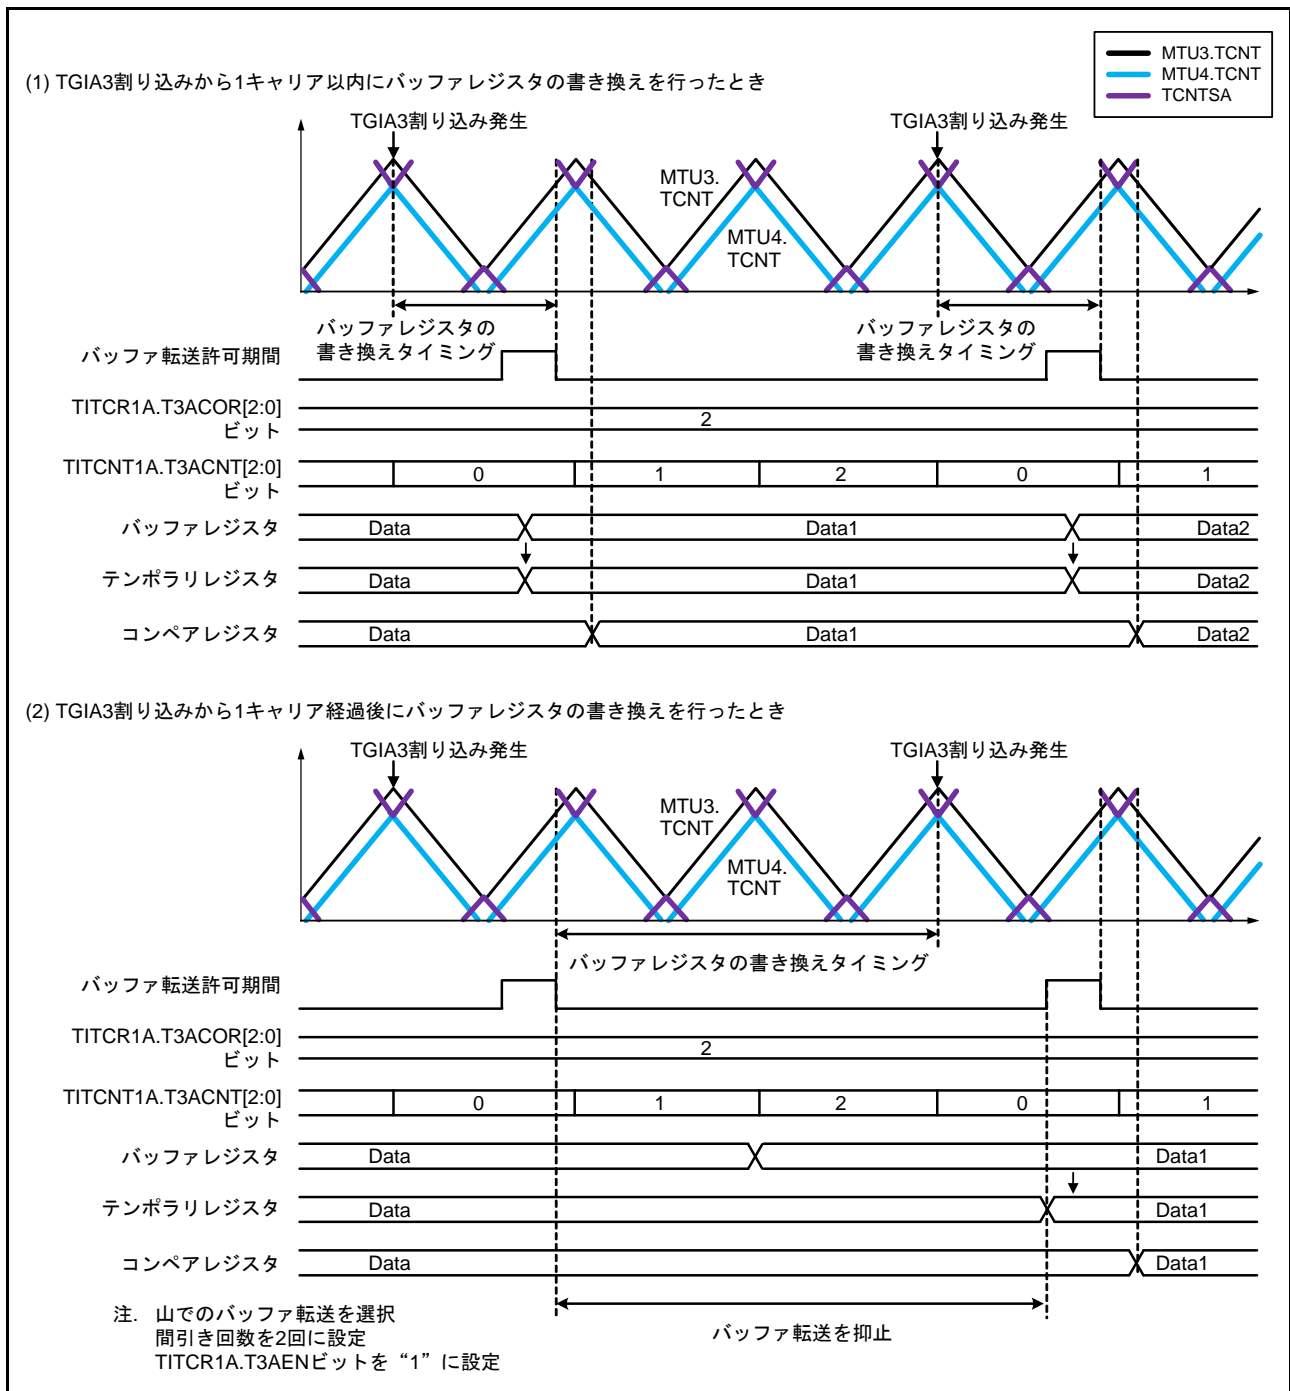 MTU3.TCNT
MTU4.TCNT
TCNTSA
(1) TGIA3割り込みから1キャリア以内にバッファレジスタの書き換えを行ったとき
TGIA3割り込み発生
TGIA3割り込み発生
MTU3.
TCNT
MTU4.
TCNT
バッファレジスタの
書き換えタイミング
バッファレジスタの
書き換えタイミング
バッファ転送許可期間
TITCR1A.T3ACOR[2:0]
ビット
2
TITCNT1A.T3ACNT[2:0]
ビット
0 1 2 0 1
バッファレジスタ Data Data1 Data2
テンポラリレジスタ Data Data1 Data2
コンペアレジスタ Data Data1 Data2
(2) TGIA3割り込みから1キャリア経過後にバッファレジスタの書き換えを行ったとき
TGIA3割り込み発生
TGIA3割り込み発生
MTU3.
TCNT
MTU4.
TCNT
バッファレジスタの書き換えタイミング
バッファ転送許可期間
TITCR1A.T3ACOR[2:0]
ビット
2
TITCNT1A.T3ACNT[2:0]
ビット
0 1 2 0 1
バッファレジスタ Data Data1
テンポラリレジスタ Data Data1
コンペアレジスタ Data Data1
バッファ転送を抑止
注. 山でのバッファ転送を選択
間引き回数を2回に設定
TITCR1A.T3AENビットを“1”に設定